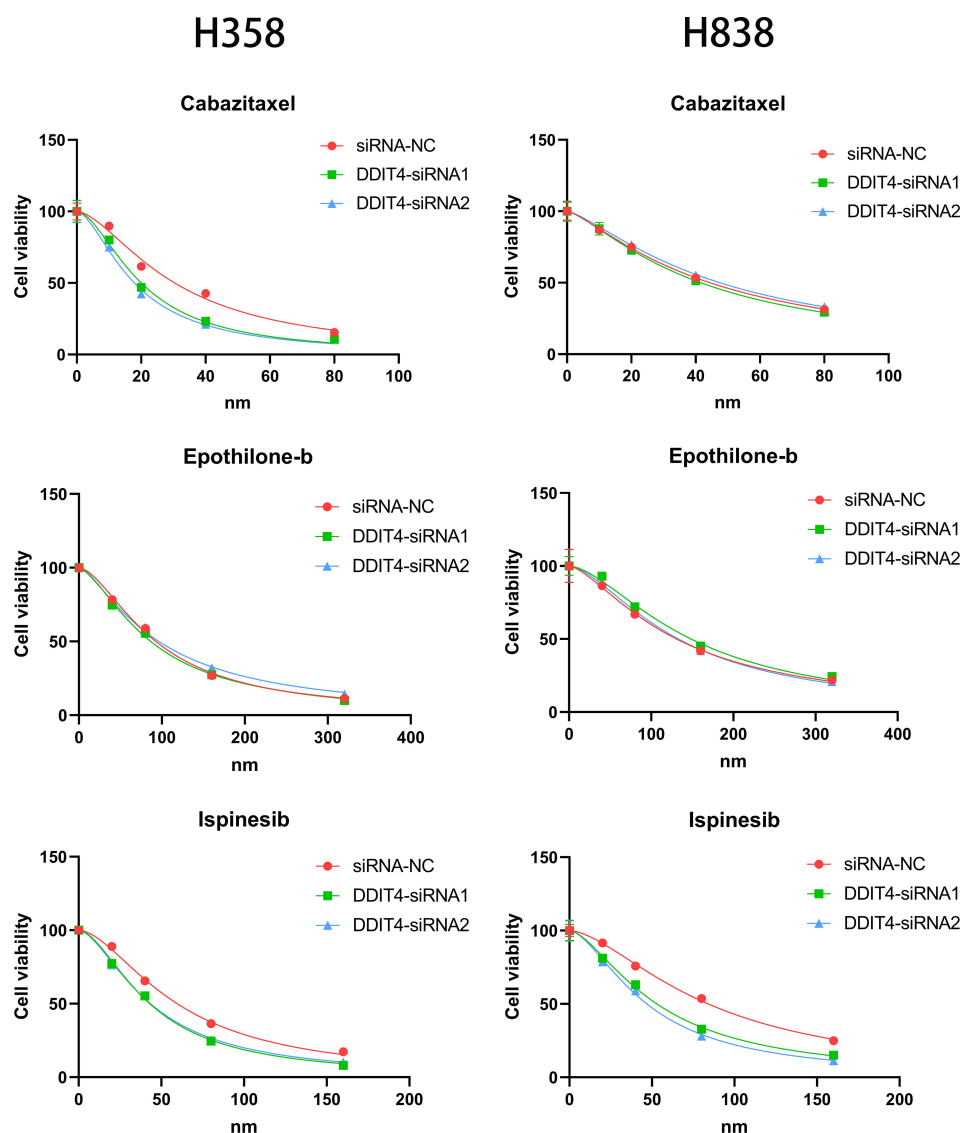 H358
H838
Cabazitaxel
150
100
50
0
Cell viability
0 20 40 60 80 100
nm
siRNA-NC
DDIT4-siRNA1
DDIT4-siRNA2
Cabazitaxel
150
100
50
0
Cell viability
0 20 40 60 80 100
nm
siRNA-NC
DDIT4-siRNA1
DDIT4-siRNA2
Epothilone-b
150
100
50
0
Cell viability
0 100 200 300 400
nm
siRNA-NC
DDIT4-siRNA1
DDIT4-siRNA2
Epothilone-b
150
100
50
0
Cell viability
0 100 200 300 400
nm
siRNA-NC
DDIT4-siRNA1
DDIT4-siRNA2
Ispinesib
150
100
50
0
Cell viability
0 50 100 150 200
nm
siRNA-NC
DDIT4-siRNA1
DDIT4-siRNA2
Ispinesib
150
100
50
0
Cell viability
0 50 100 150 200
nm
siRNA-NC
DDIT4-siRNA1
DDIT4-siRNA2